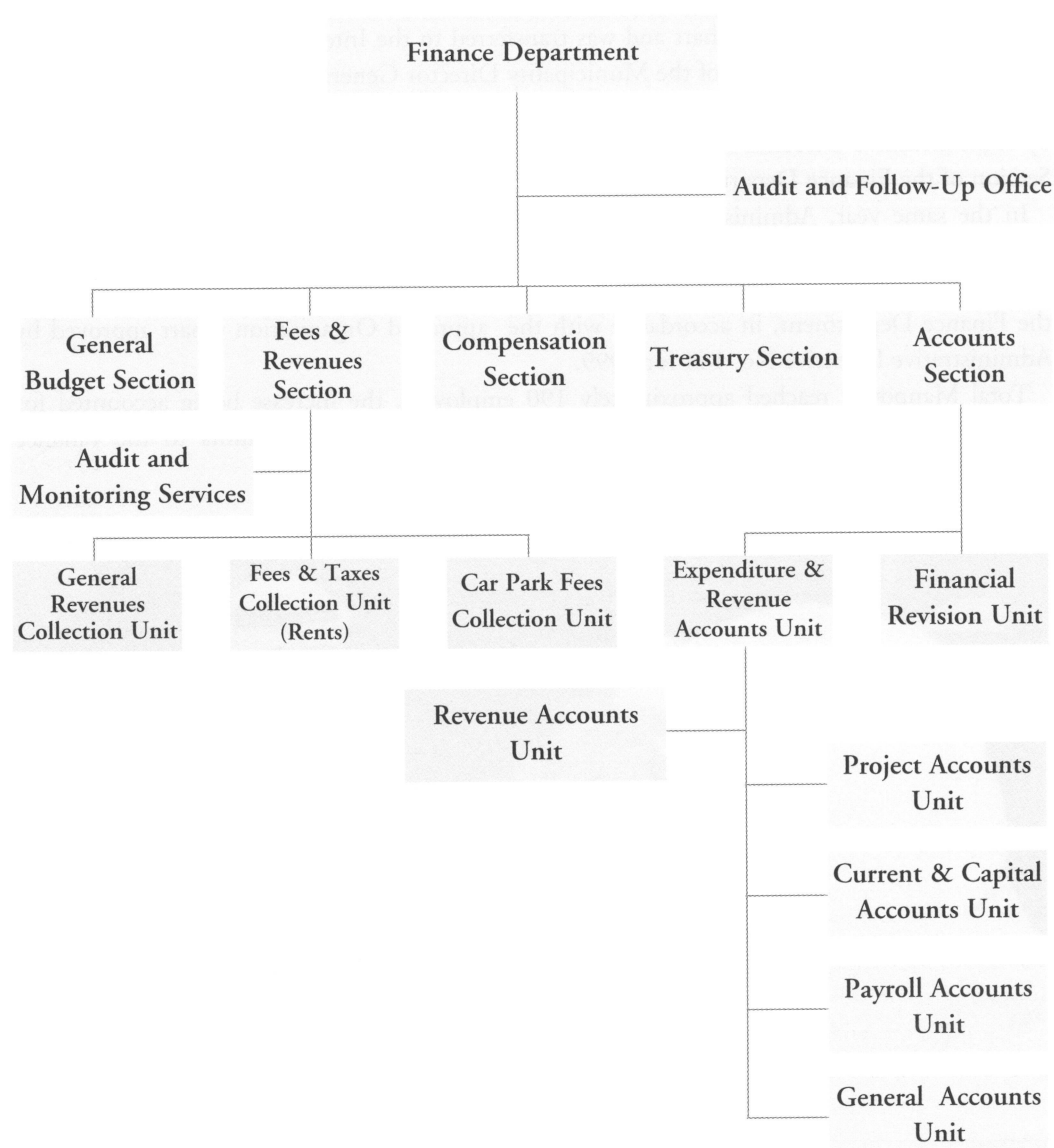 Finance Department
Audit and Follow-Up Office
General
Budget Section
Fees &
Revenues
Section
Compensation
Section
Treasury Section
Accounts
Section
Audit and
Monitoring Services
General
Revenues
Collection Unit
Fees & Taxes
Collection Unit
(Rents)
Car Park Fees
Collection Unit
Expenditure &
Revenue
Accounts Unit
Financial
Revision Unit
Revenue Accounts
Unit
Project Accounts
Unit
Current & Capital
Accounts Unit
Payroll Accounts
Unit
General Accounts
Unit